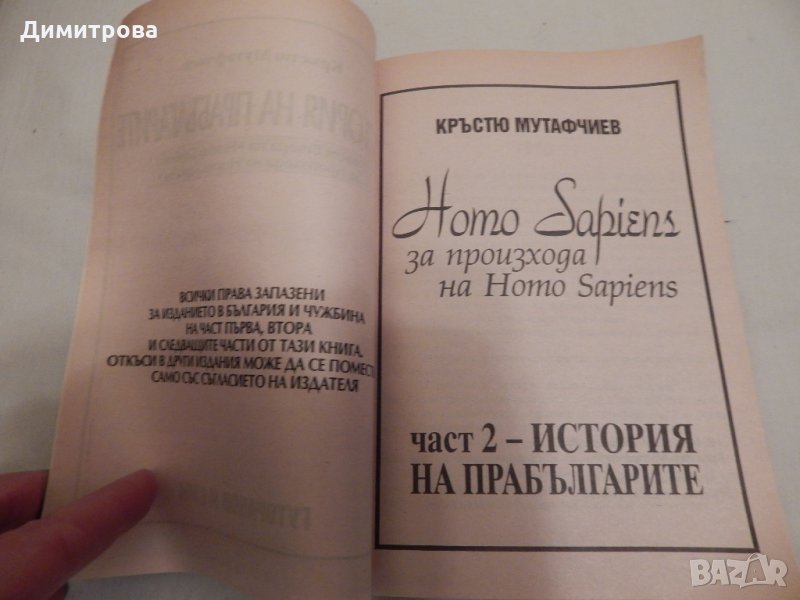 Димитрова
ВСИЧКИ ПРАВА ЗАПАЗЕНИ
ЗА ИЗДАНИЕТО В БЪЛГАРИЯ И ЧУЖБИНА
НА ЧАСТ ПЪРВА, ВТОРА
И СЛЕДВАЩИТЕ ЧАСТИ ОТ ТАЗИ КНИГА.
ОТКЪСИ В ДРУГИ ИЗДАНИЯ МОЖЕ ДА СЕ
САМО СЪС СЪГЛАСИЕТО НА ИЗДАТЕЛЯ
КРЪСТЮ МУТАФЧИЕВ
Homo Sapiens
за произхода
на Homo Sapiens
част 2 – ИСТОРИЯ
НА ПРАБЪЛГАРИТЕ
BAZAR